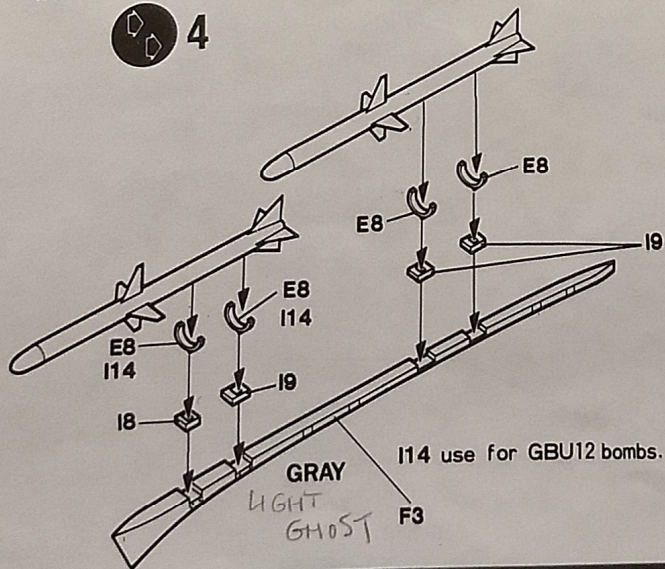 4
E8
E8
I9
E8
I14
E8
I14
I8
I9
I14 use for GBU12 bombs.
GRAY
LIGHT
GHOST
F3